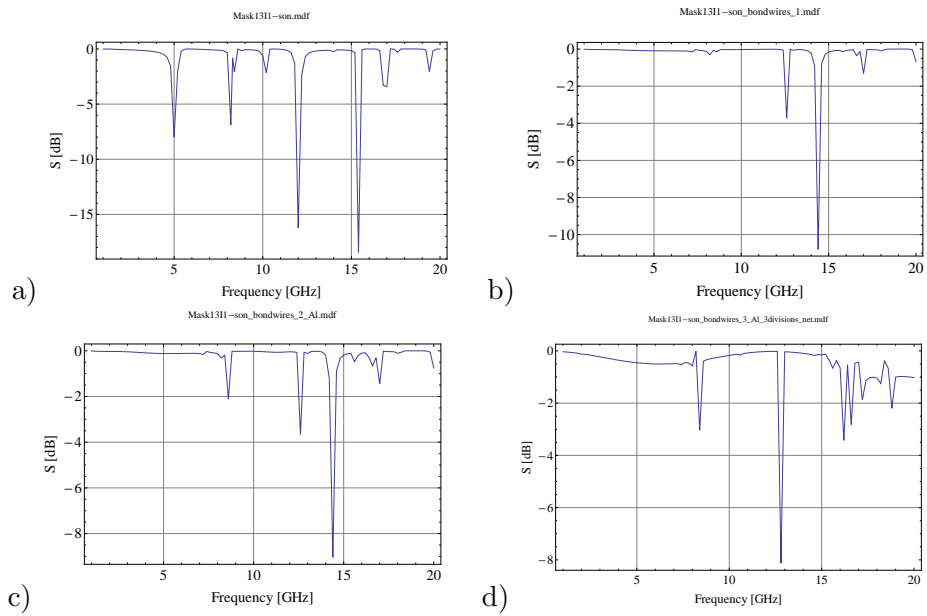 Mask13I1-son.mdf
0
−5
−10
−15
S [dB]
5 10 15 20
Frequency [GHz]
a)
Mask13I1-son_bondwires_1.mdf
0
−2
−4
−6
−8
−10
S [dB]
5 10 15 20
Frequency [GHz]
b)
Mask13I1-son_bondwires_2_Al.mdf
0
−2
−4
−6
−8
S [dB]
5 10 15 20
Frequency [GHz]
c)
Mask13I1-son_bondwires_3_Al_3divisions_net.mdf
0
−2
−4
−6
−8
S [dB]
5 10 15 20
Frequency [GHz]
d)